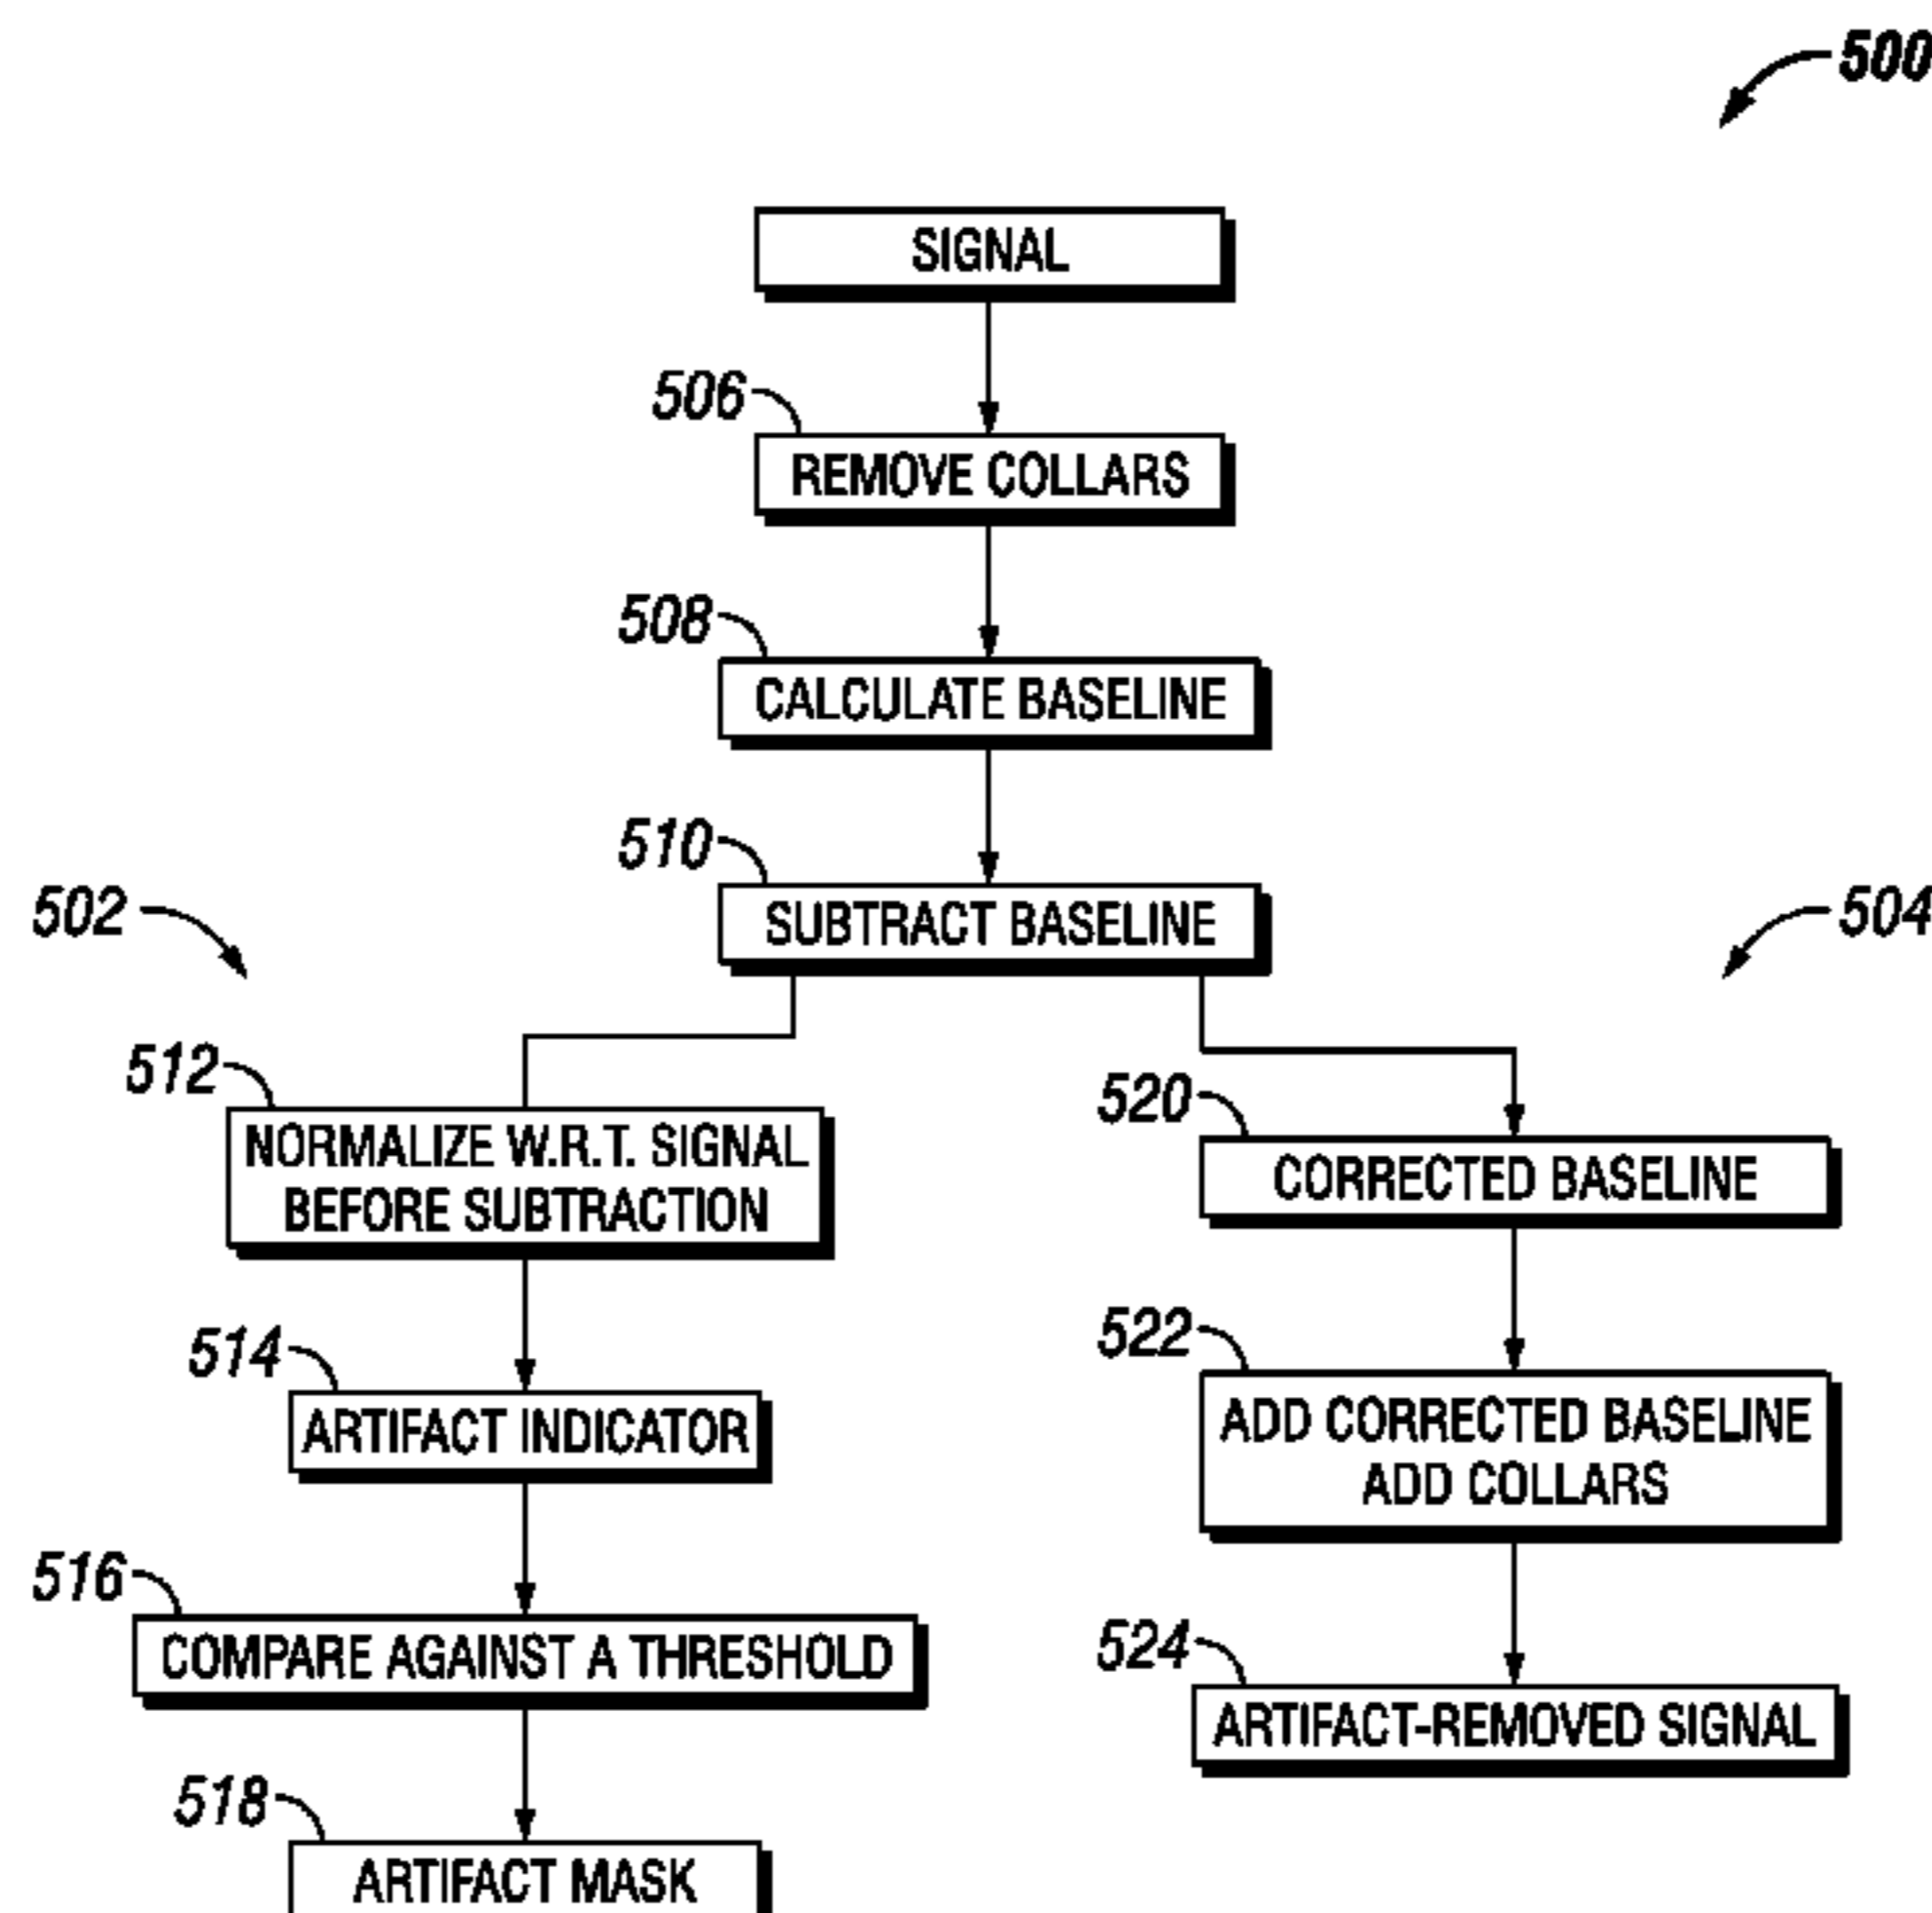 500
SIGNAL
506
REMOVE COLLARS
508
CALCULATE BASELINE
510
SUBTRACT BASELINE
502
504
512
NORMALIZE W.R.T. SIGNAL
BEFORE SUBTRACTION
514
ARTIFACT INDICATOR
516
COMPARE AGAINST A THRESHOLD
518
ARTIFACT MASK
520
CORRECTED BASELINE
522
ADD CORRECTED BASELINE
ADD COLLARS
524
ARTIFACT-REMOVED SIGNAL